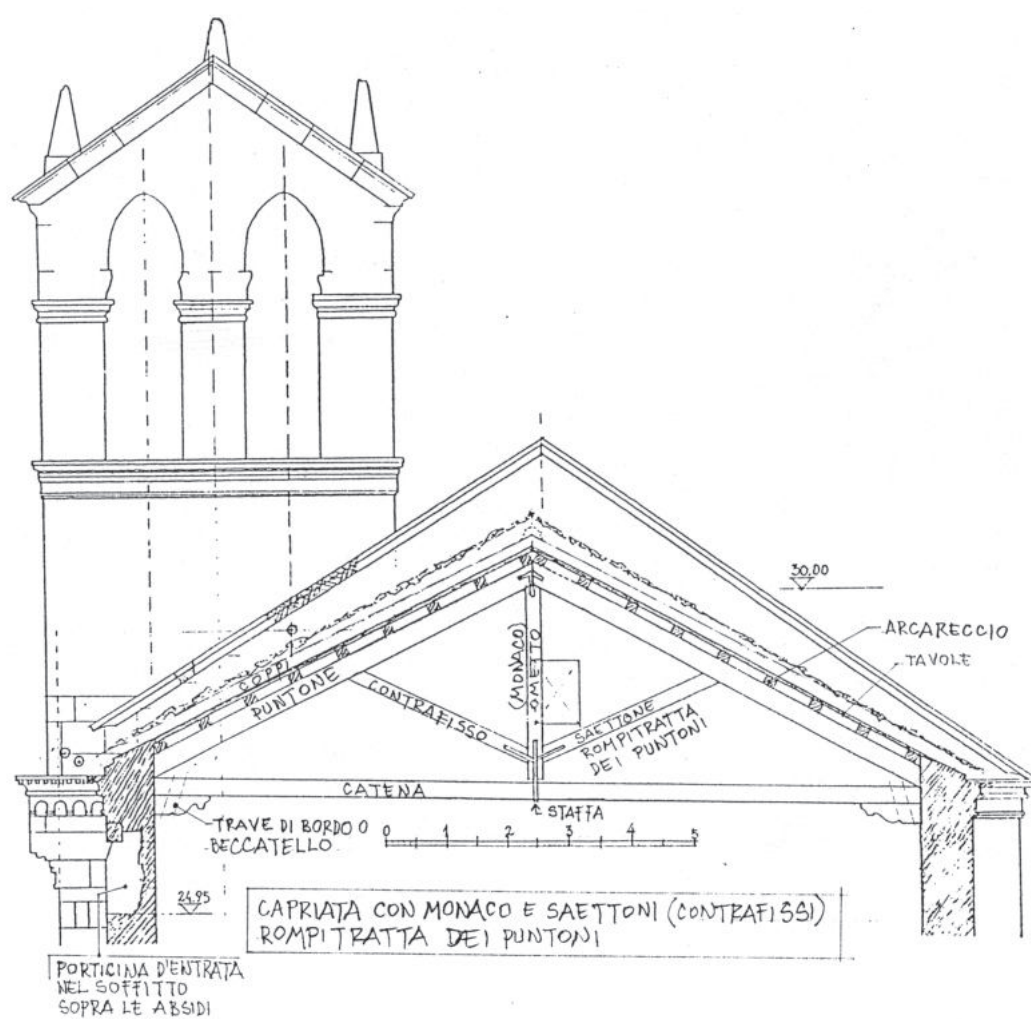 30.00
ARCARECCIO
TAVOLE
COPPI
PUNTONE
CONTRAFISSO
(MONACO)
OMETTO
SAETTONE
ROMPITRATTA
DEI PUNTONI
CATENA
STAFFA
TRAVE DI BORDO O
BECCATELLO
0 1 2 3 4 5
24.95
CAPRIATA CON MONACO E SAETTONI (CONTRAFISSI)
ROMPITRATTA DEI PUNTONI
PORTICINA D'ENTRATA
NEL SOFFITTO
SOPRA LE ABSIDI